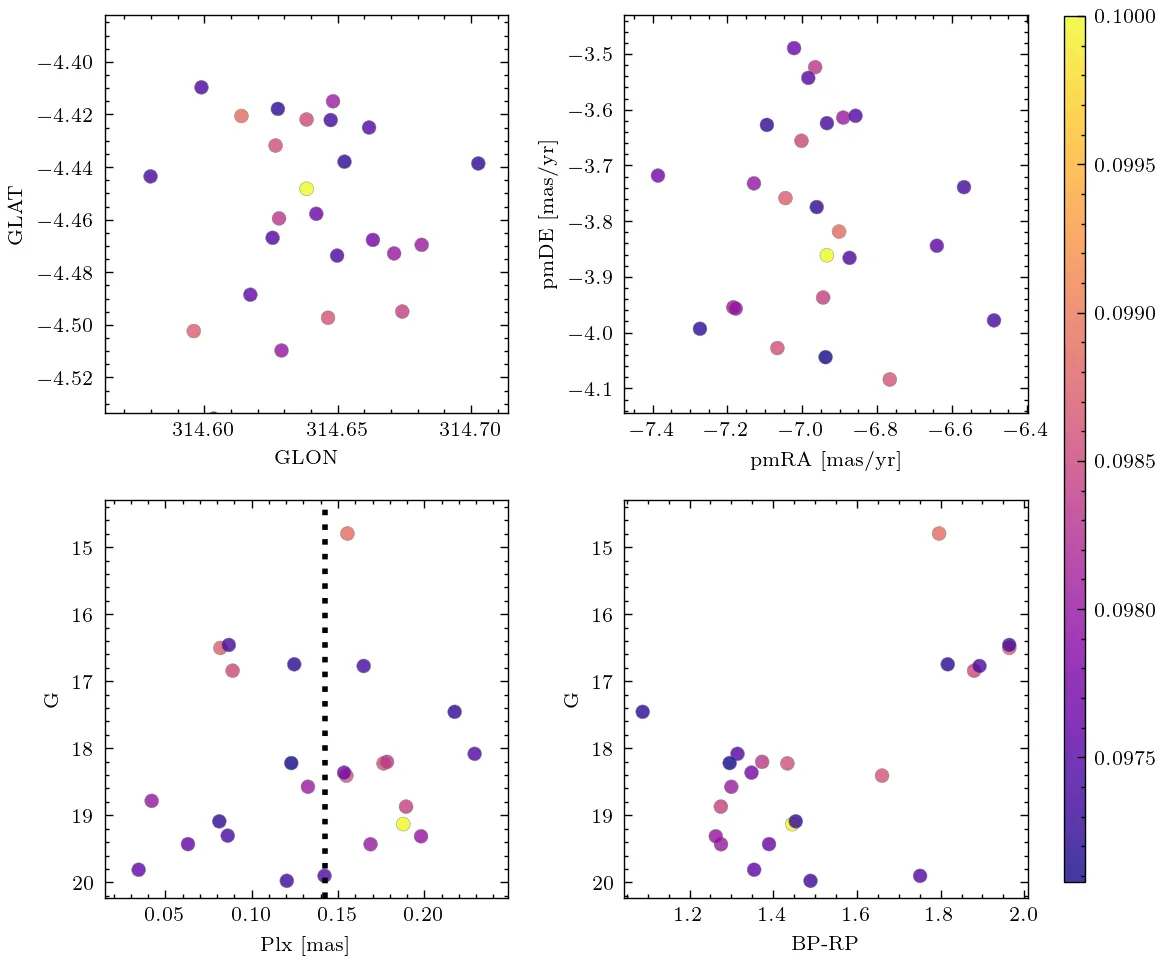 −4.40
−4.42
−4.44
−4.46
−4.48
−4.50
−4.52
GLAT
314.60 314.65 314.70
GLON
−3.5
−3.6
−3.7
−3.8
−3.9
−4.0
−4.1
pmDE [mas/yr]
−7.4 −7.2 −7.0 −6.8 −6.6 −6.4
pmRA [mas/yr]
0.1000
0.0995
0.0990
0.0985
0.0980
0.0975
15
16
17
18
19
20
G
0.05 0.10 0.15 0.20
Plx [mas]
15
16
17
18
19
20
G
1.2 1.4 1.6 1.8 2.0
BP-RP